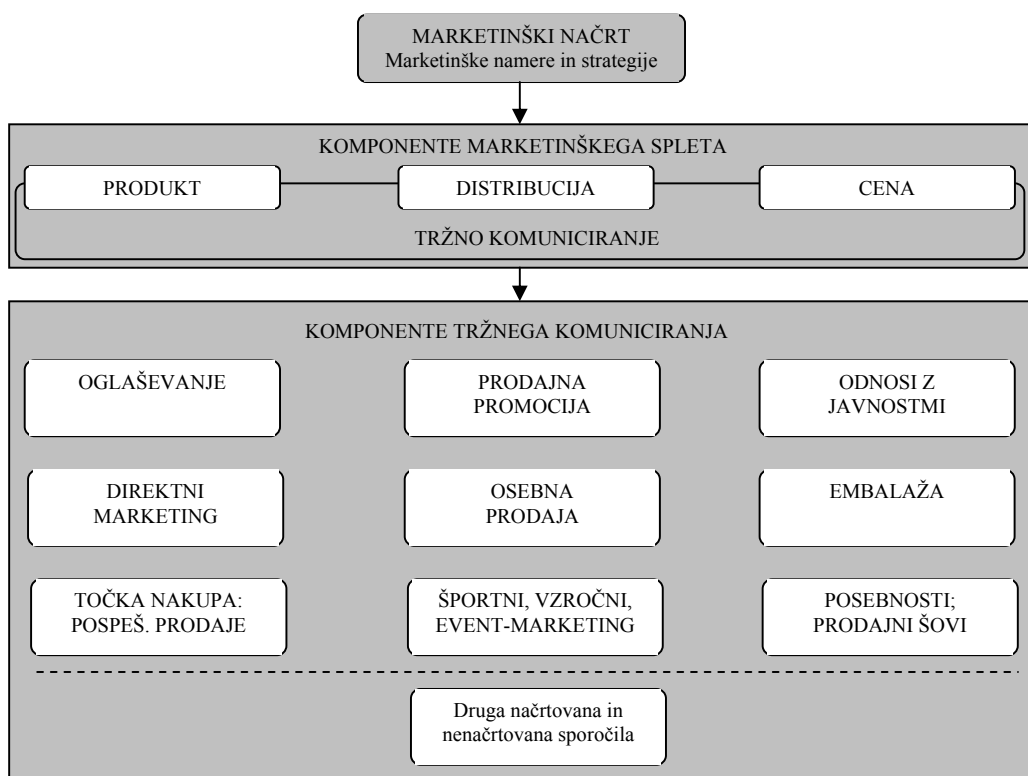 MARKETINŠKI NAČRT
Marketinške namere in strategije
KOMPONENTE MARKETINŠKEGA SPLETA
PRODUKT
DISTRIBUCIJA
CENA
TRŽNO KOMUNICIRANJE
KOMPONENTE TRŽNEGA KOMUNICIRANJA
OGLAŠEVANJE
PRODAJNA
PROMOCIJA
ODNOSI Z
JAVNOSTMI
DIREKTNI
MARKETING
OSEBNA
PRODAJA
EMBALAŽA
TOČKA NAKUPA:
POSPEŠ. PRODAJE
ŠPORTNI, VZROČNI,
EVENT-MARKETING
POSEBNOSTI;
PRODAJNI ŠOVI
Druga načrtovana in
nenačrtovana sporočila